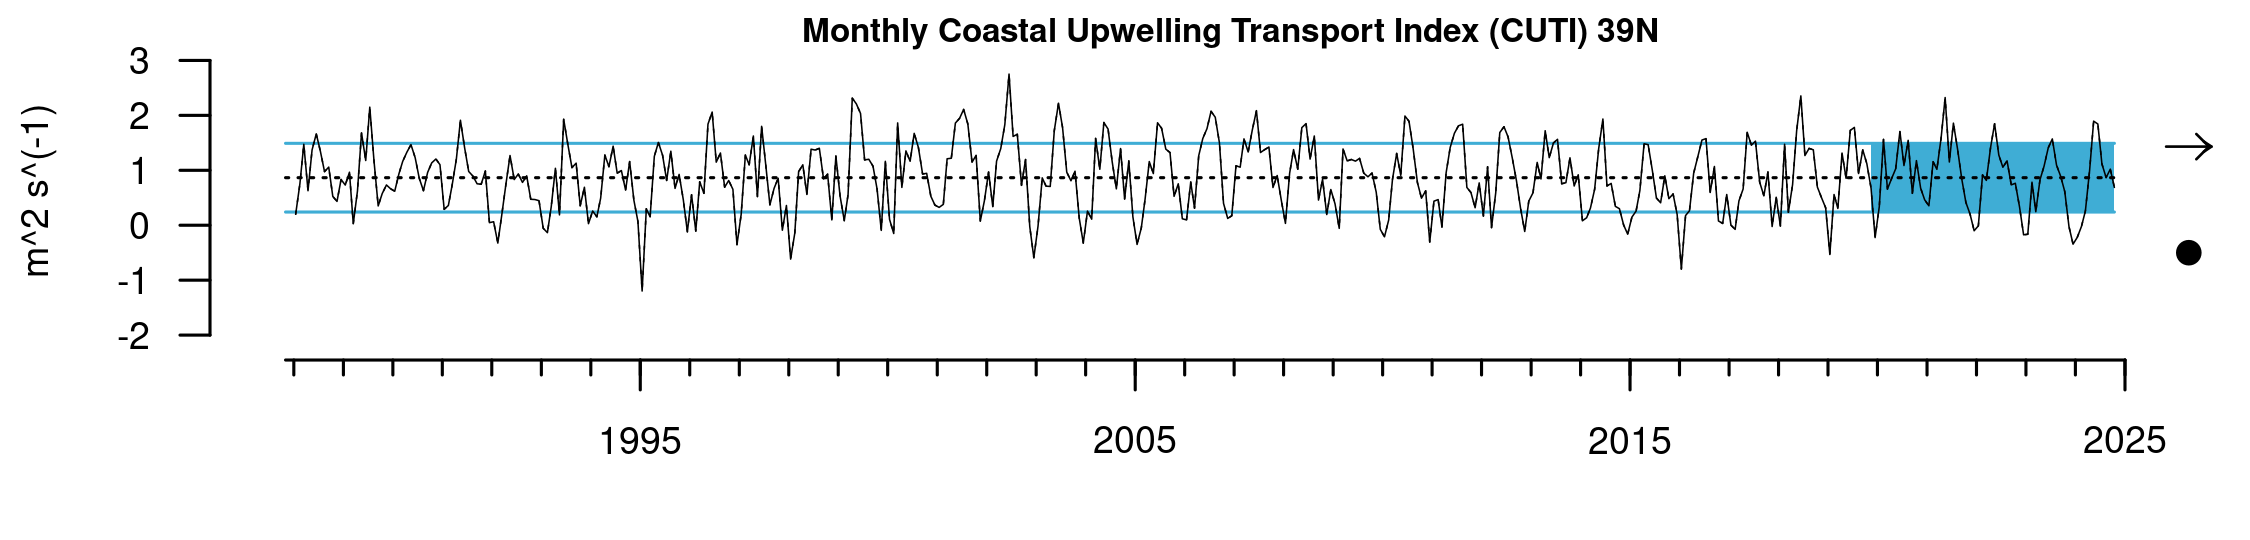 Monthly Coastal Upwelling Transport Index (CUTI) 39N
m^2 s^(-1)
3
2
1
0
-1
-2
1995 2005 2015 2025